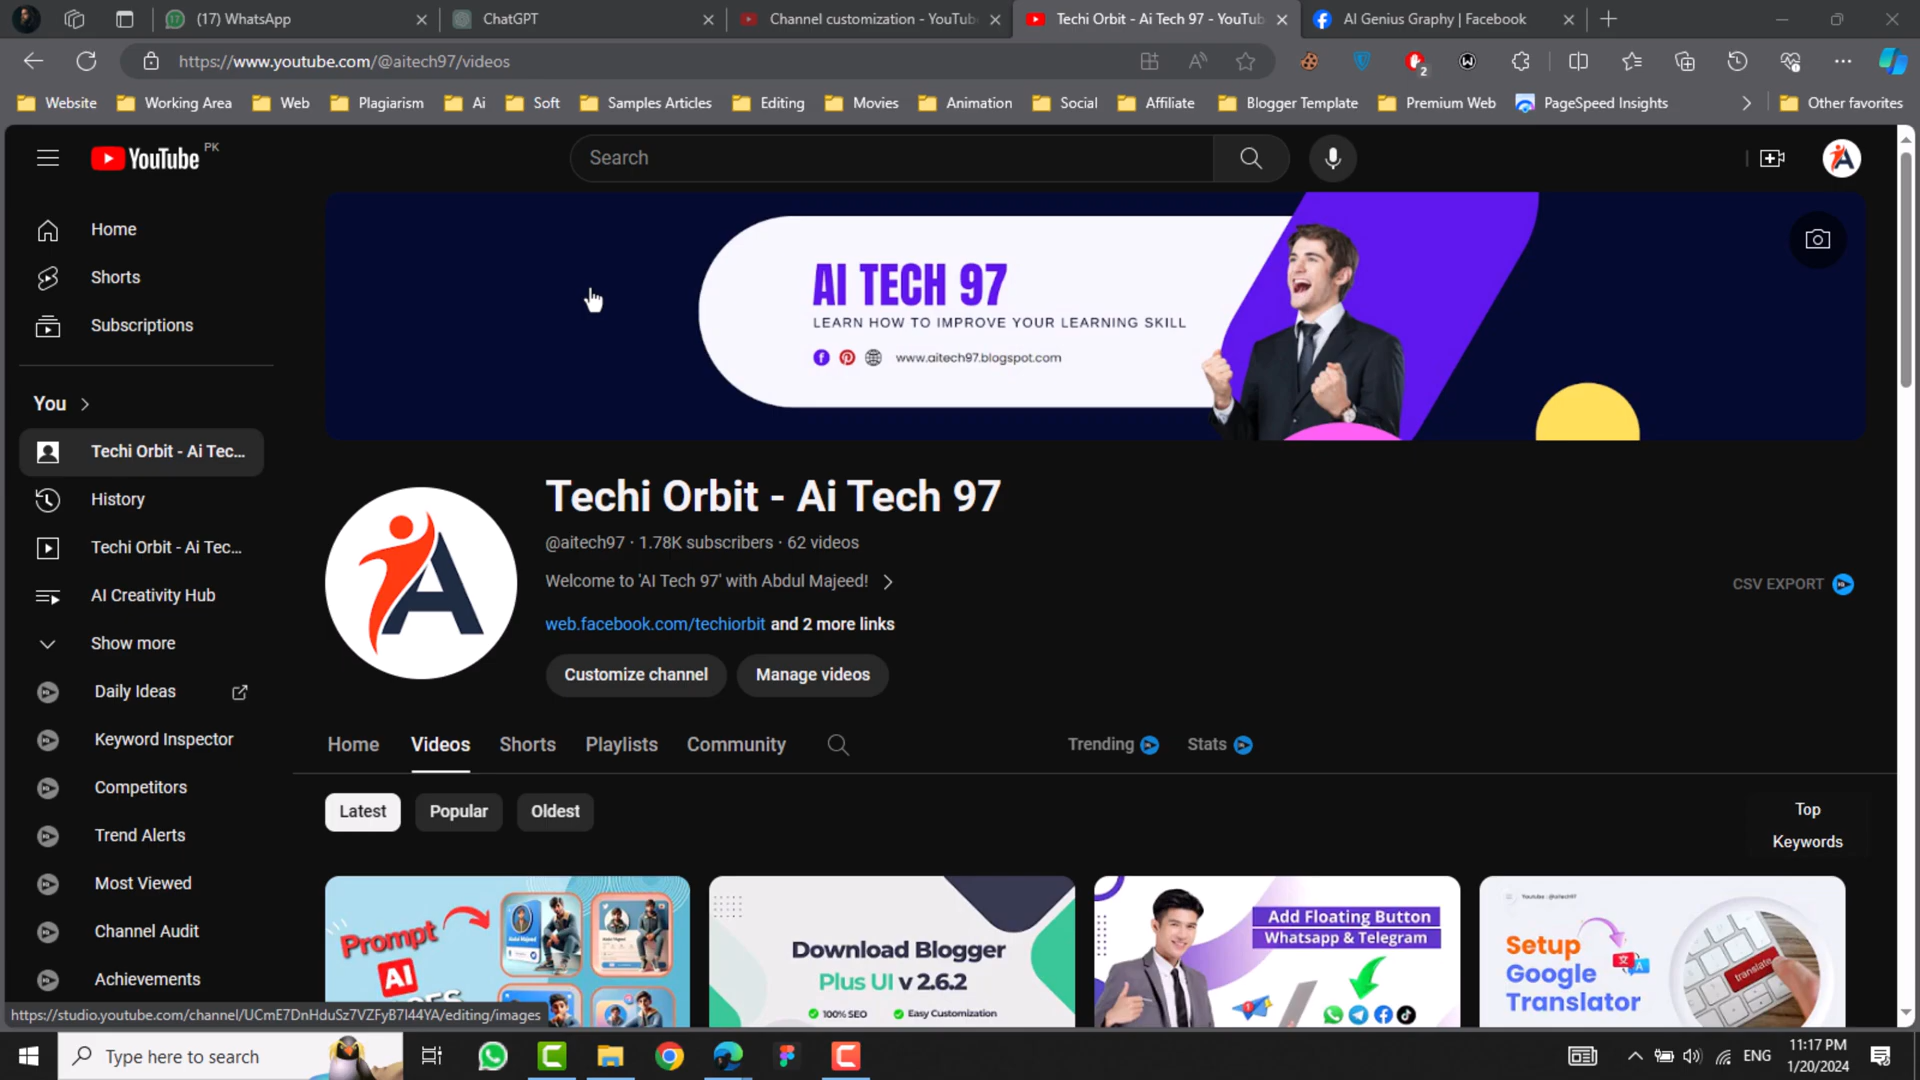 (17) WhatsApp
ChatGPT
Channel customization - YouTub
Techi Orbit - Ai Tech 97 - YouTub
AI Genius Graphy | Facebook
https://www.youtube.com/@aitech97/videos
2
Website
Working Area
Web
Plagiarism
Ai
Soft
Samples Articles
Editing
Movies
Animation
Social
Affiliate
Blogger Template
Premium Web
PageSpeed Insights
Other favorites
YouTube PK
Search
Home
Shorts
Subscriptions
You
Techi Orbit - Ai Tec...
History
Techi Orbit - Ai Tec...
AI Creativity Hub
Show more
Daily Ideas
Keyword Inspector
Competitors
Trend Alerts
Most Viewed
Channel Audit
Achievements
AI TECH 97
LEARN HOW TO IMPROVE YOUR LEARNING SKILL
www.aitech97.blogspot.com
Techi Orbit - Ai Tech 97
@aitech97 · 1.78K subscribers · 62 videos
Welcome to 'AI Tech 97' with Abdul Majeed!
web.facebook.com/techiorbit and 2 more links
CSV EXPORT
Customize channel
Manage videos
Home
Videos
Shorts
Playlists
Community
Trending
Stats
Latest
Popular
Oldest
Top
Keywords
Prompt
AI
Download Blogger
Plus UI v 2.6.2
100% SEO
Easy Customization
Add Floating Button
Whatsapp & Telegram
Youtube : @aitech97
Setup
Google
Translator
translate
https://studio.youtube.com/channel/UCmE7DnHduSz7VZFyB7I44YA/editing/images
Type here to search
ENG
11:17 PM
1/20/2024